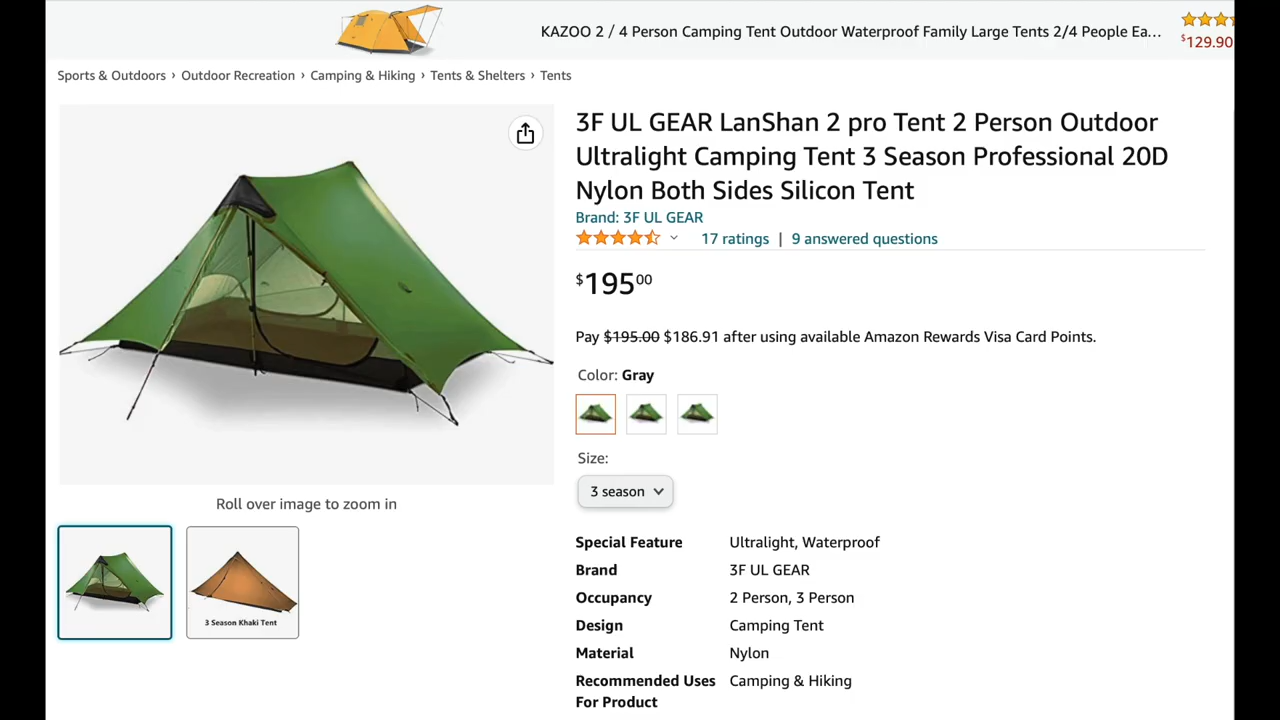 KAZOO 2 / 4 Person Camping Tent Outdoor Waterproof Family Large Tents 2/4 People Ea...
$129.90
Sports & Outdoors › Outdoor Recreation › Camping & Hiking › Tents & Shelters › Tents
3F UL GEAR LanShan 2 pro Tent 2 Person Outdoor
Ultralight Camping Tent 3 Season Professional 20D
Nylon Both Sides Silicon Tent
Brand: 3F UL GEAR
17 ratings | 9 answered questions
$19500
Pay $195.00 $186.91 after using available Amazon Rewards Visa Card Points.
Color: Gray
Size:
3 season
Roll over image to zoom in
3 Season Khaki Tent
Special Feature Ultralight, Waterproof
Brand 3F UL GEAR
Occupancy 2 Person, 3 Person
Design Camping Tent
Material Nylon
Recommended Uses Camping & Hiking
For Product